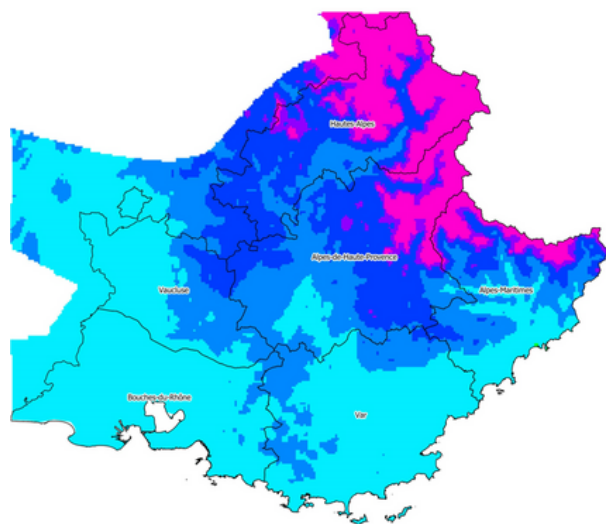 Hautes-Alpes
Alpes-de-Haute-Provence
Vaucluse
Alpes-Maritimes
Bouches-du-Rhône
Var